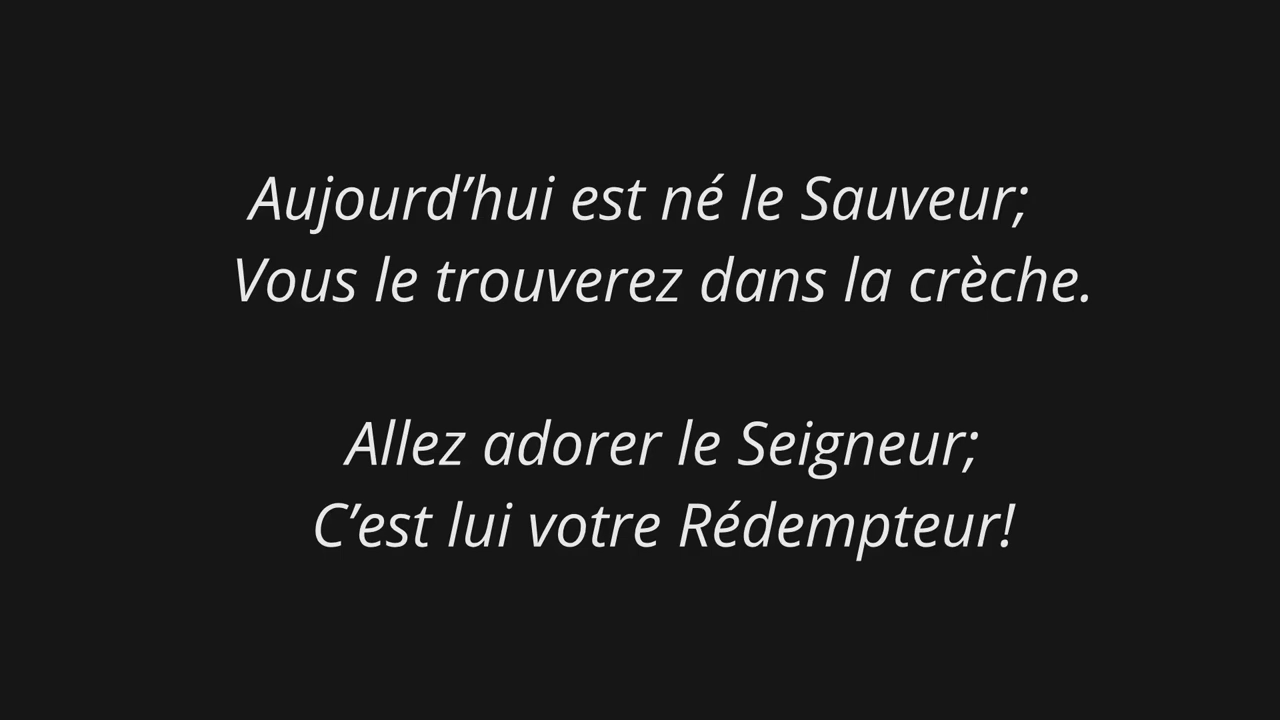 Aujourd’hui est né le Sauveur;
Vous le trouverez dans la crèche.
Allez adorer le Seigneur;
C’est lui votre Rédempteur!